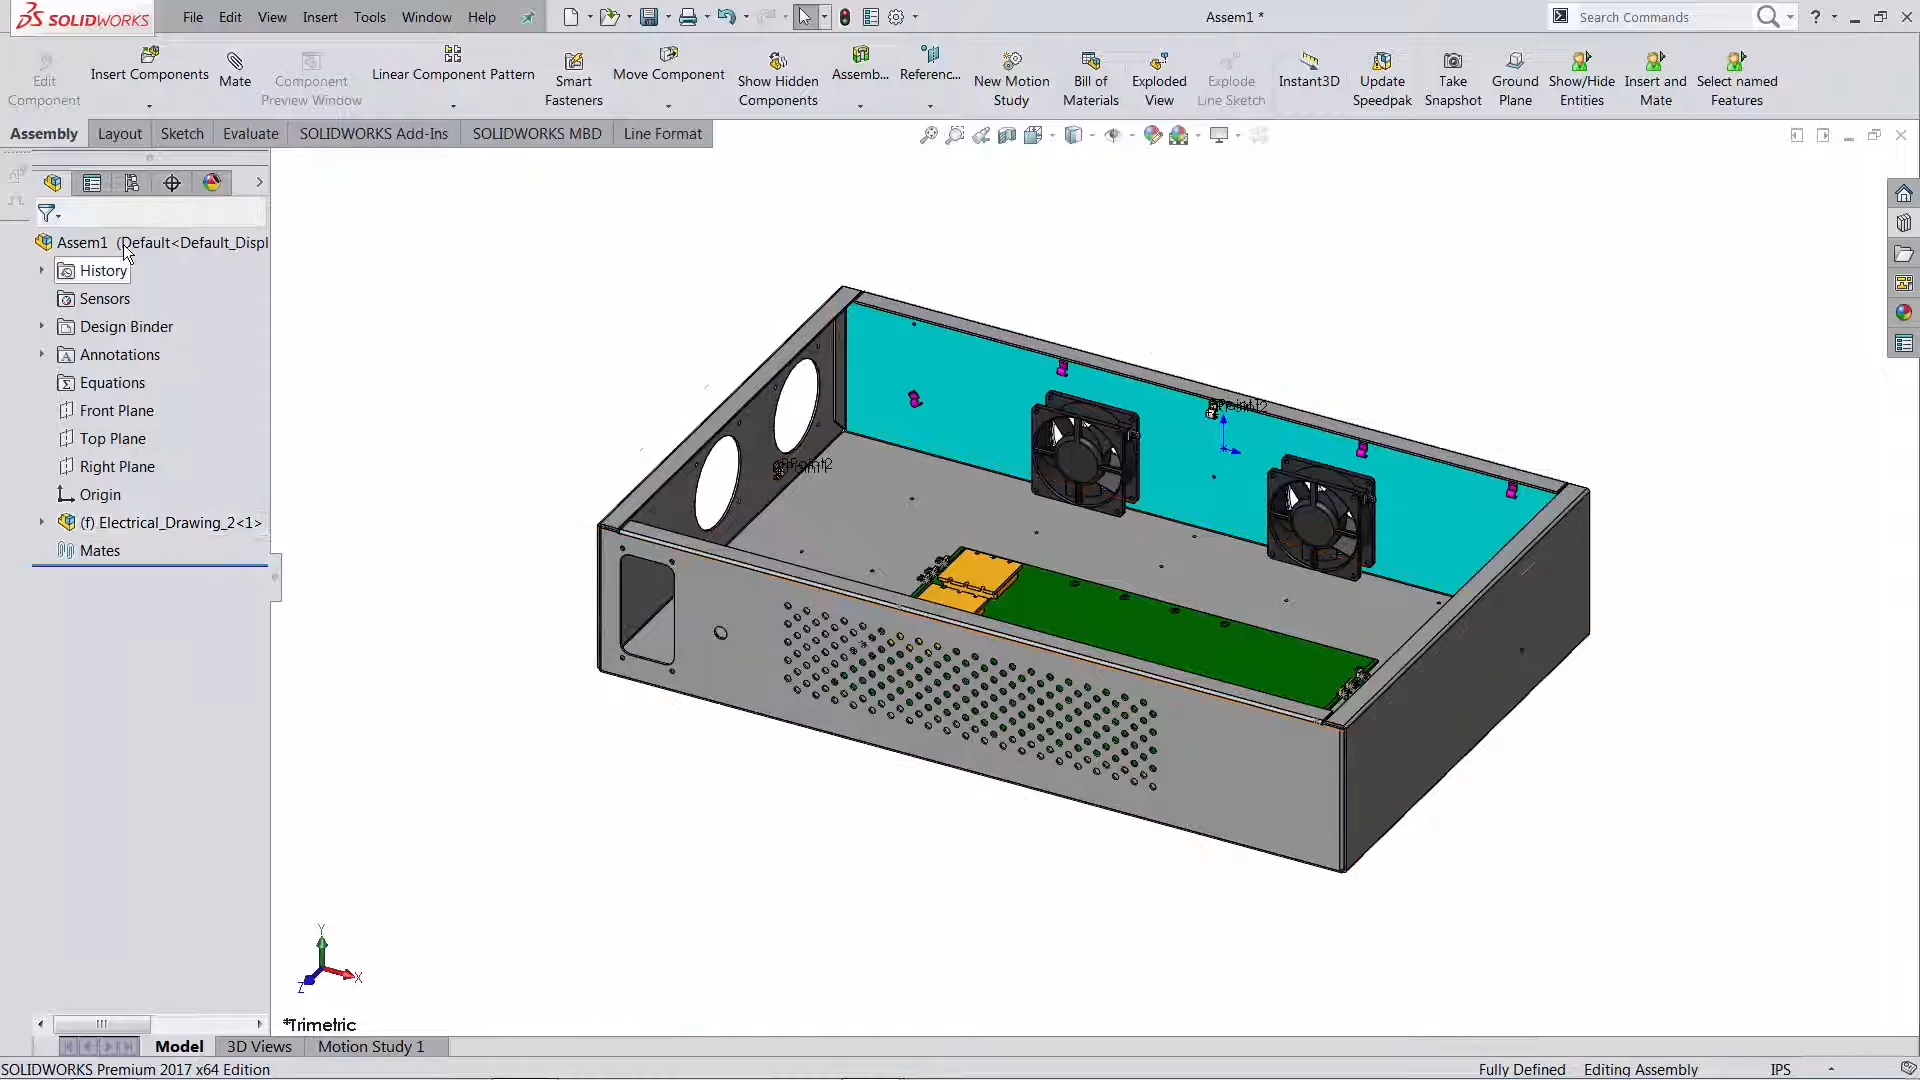 SOLIDWORKS File Edit View Insert Tools Window Help Assem1 * Search Commands ?
Edit Component Insert Components Mate Component Preview Window Linear Component Pattern Smart Fasteners Move Component Show Hidden Components Assemb... Referenc... New Motion Study Bill of Materials Exploded View Explode Line Sketch Instant3D Update Speedpak Take Snapshot Ground Plane Show/Hide Entities Insert and Mate Select named Features
Assembly Layout Sketch Evaluate SOLIDWORKS Add-Ins SOLIDWORKS MBD Line Format
Assem1 (Default<Default_Displ
History
Sensors
Design Binder
Annotations
Equations
Front Plane
Top Plane
Right Plane
Origin
(f) Electrical_Drawing_2<1>
Mates
Y
X
Z
*Trimetric
Model 3D Views Motion Study 1
SOLIDWORKS Premium 2017 x64 Edition Fully Defined Editing Assembly IPS